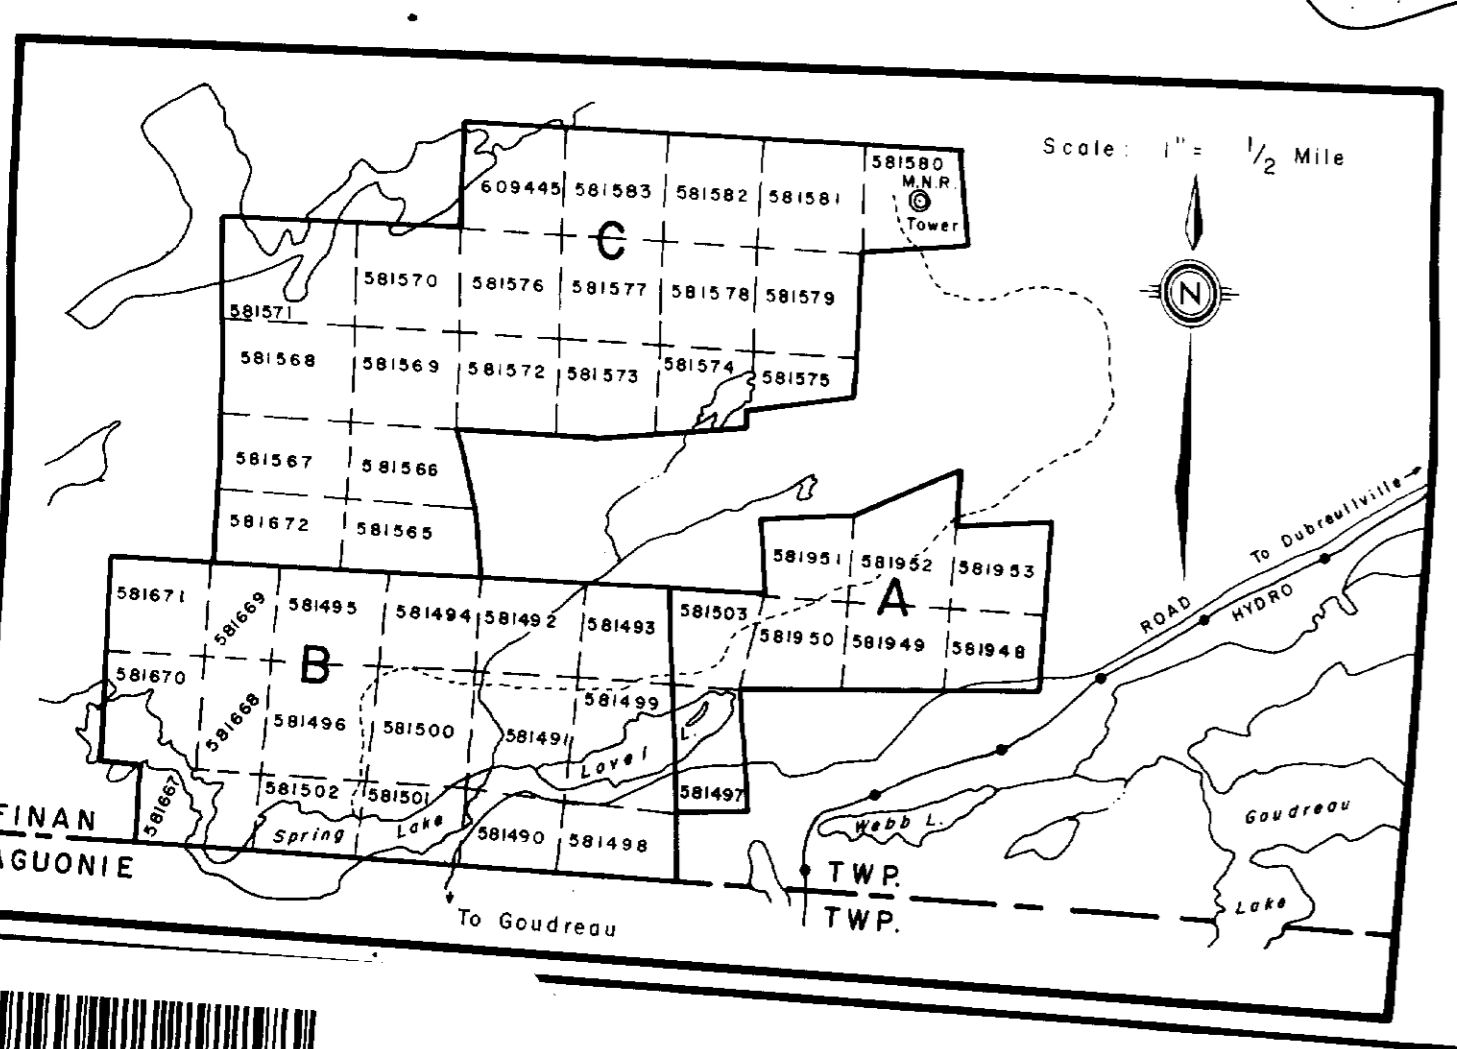 Scale: 1" = 1/2 Mile
581580
M.N.R.
Tower
609445 581583 581582 581581
C
581570 581576 581577 581578 581579
581571
581568 581569 581572 581573 581574 581575
N
581567 581566
581672 581565
To Dubreuilville
ROAD
HYDRO
581951 581952 581953
A
581950 581949 581948
581671 581669 581495 581494 581492 581493 581503
B
581670 581668 581496 581500 581491 581499
Lovel L.
581667 581502 581501 581497
Spring Lake
581490 581498
Webb L.
Goudreau
Lake
FINAN
AGUONIE
TWP.
TWP.
To Goudreau